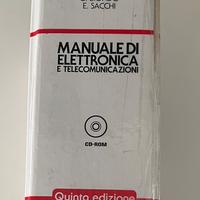 E. SACCHI
MANUALE DI
ELETTRONICA
E TELECOMUNICAZIONI
CD-ROM
Quinta edizione